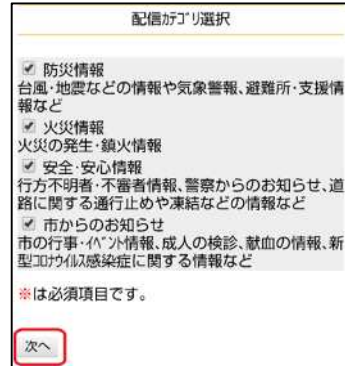 配信ｶﾃｺﾞﾘ選択
防災情報
台風･地震などの情報や気象警報､避難所･支援情
報など
火災情報
火災の発生･鎮火情報
安全･安心情報
行方不明者･不審者情報､警察からのお知らせ､道
路に関する通行止めや凍結などの情報など
市からのお知らせ
市の行事･ｲﾍﾞﾝﾄ情報､成人の検診､献血の情報､新
型ｺﾛﾅｳｲﾙｽ感染症に関する情報など
※は必須項目です。
次へ